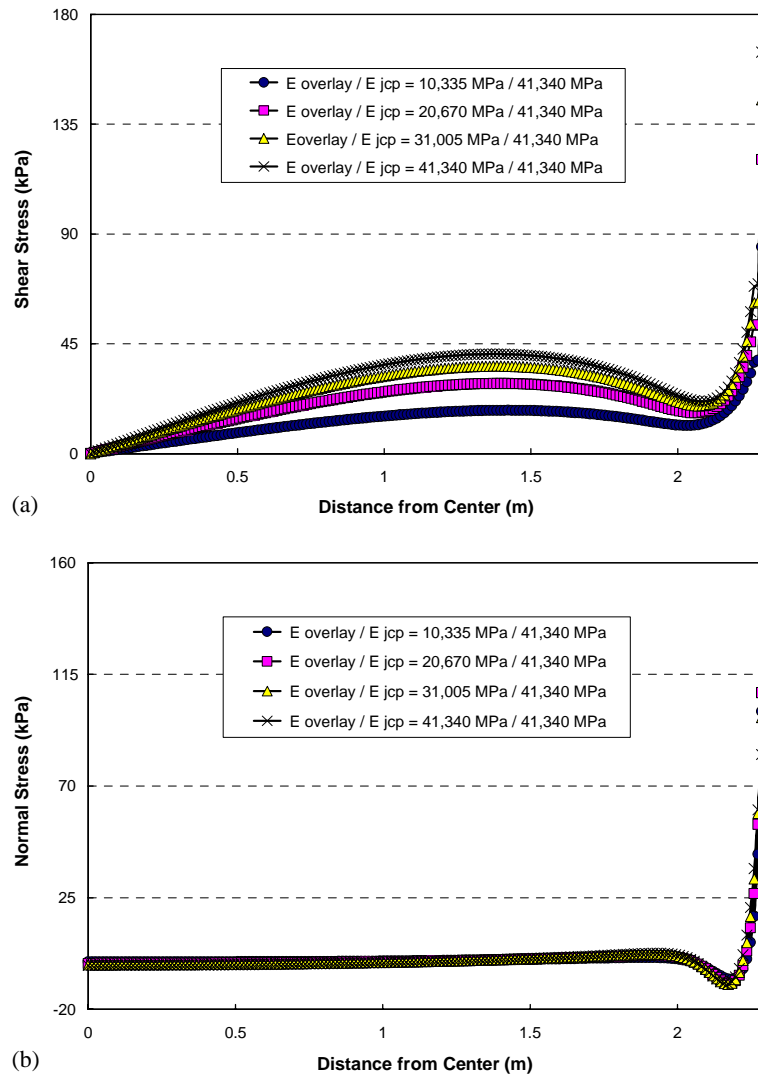 180
135
90
45
0
Shear Stress (kPa)
E overlay / E jcp = 10,335 MPa / 41,340 MPa
E overlay / E jcp = 20,670 MPa / 41,340 MPa
Eoverlay / E jcp = 31,005 MPa / 41,340 MPa
E overlay / E jcp = 41,340 MPa / 41,340 MPa
0 0.5 1 1.5 2
(a)
Distance from Center (m)
160
115
70
25
-20
Normal Stress (kPa)
E overlay / E jcp = 10,335 MPa / 41,340 MPa
E overlay / E jcp = 20,670 MPa / 41,340 MPa
E overlay / E jcp = 31,005 MPa / 41,340 MPa
E overlay / E jcp = 41,340 MPa / 41,340 MPa
0 0.5 1 1.5 2
(b)
Distance from Center (m)